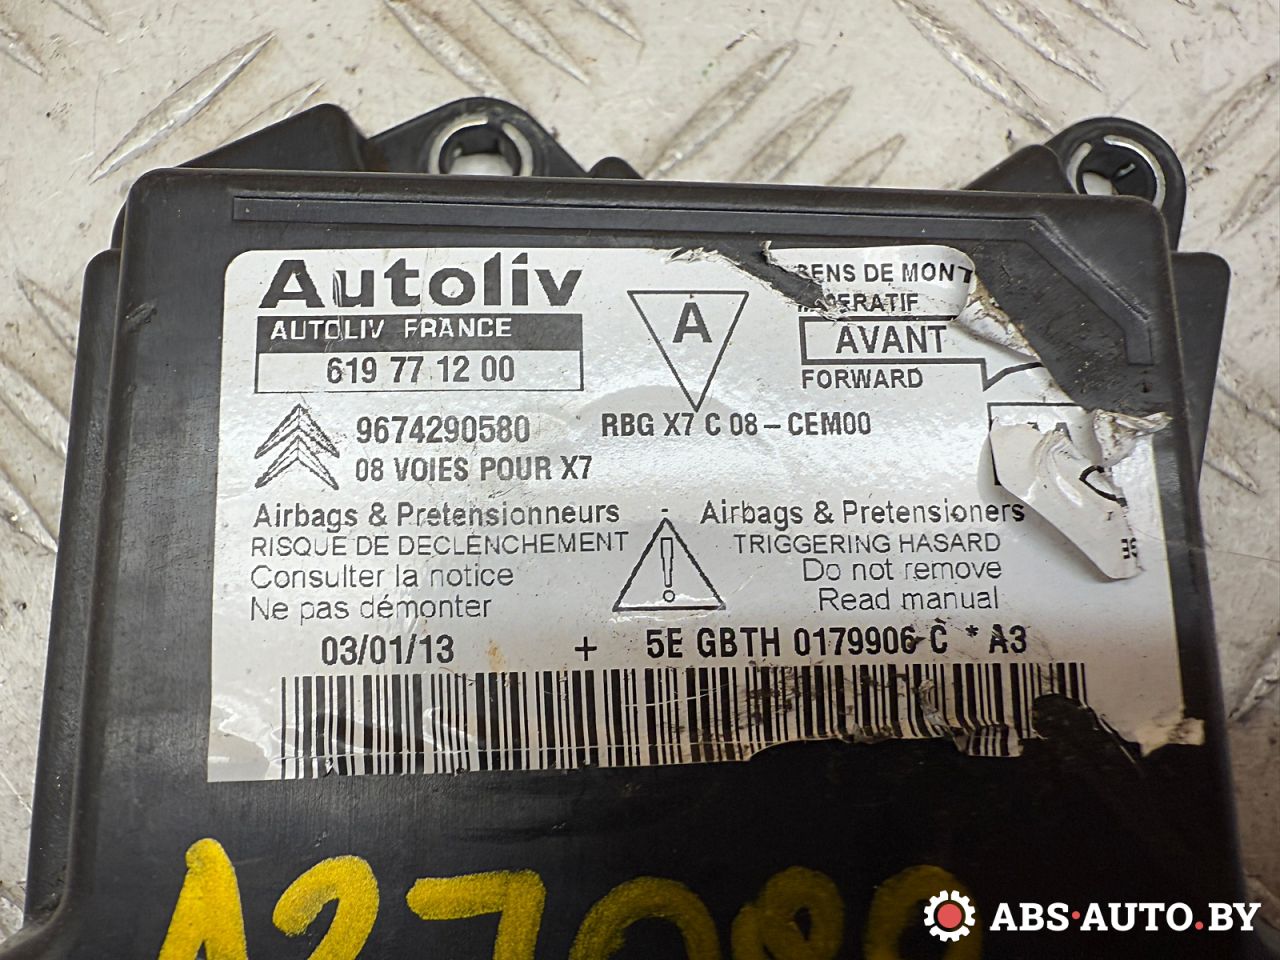 Autoliv
AUTOLIV FRANCE
619 77 12 00
A
SENS DE MONT
IMPERATIF
AVANT
FORWARD
9674290580
RBG X7 C 08-CEM00
08 VOIES POUR X7
Airbags & Pretensionneurs - Airbags & Pretensioners
RISQUE DE DECLENCHEMENT
TRIGGERING HASARD
Consulter la notice
Do not remove
Ne pas démonter
Read manual
!
03/01/13 + 5E GBTH 0179906 C * A3
ABS-AUTO.BY